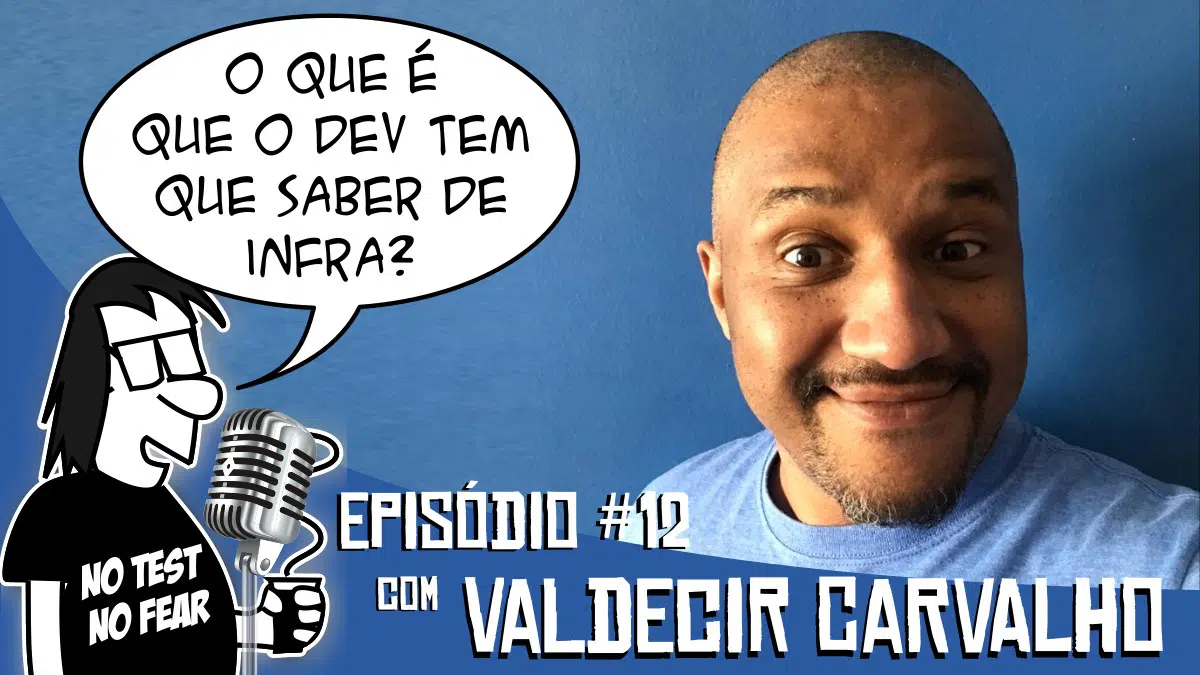 O QUE É
QUE O DEV TEM
QUE SABER DE
INFRA?
NO TEST
NO FEAR
EPISÓDIO #12
COM VALDECIR CARVALHO